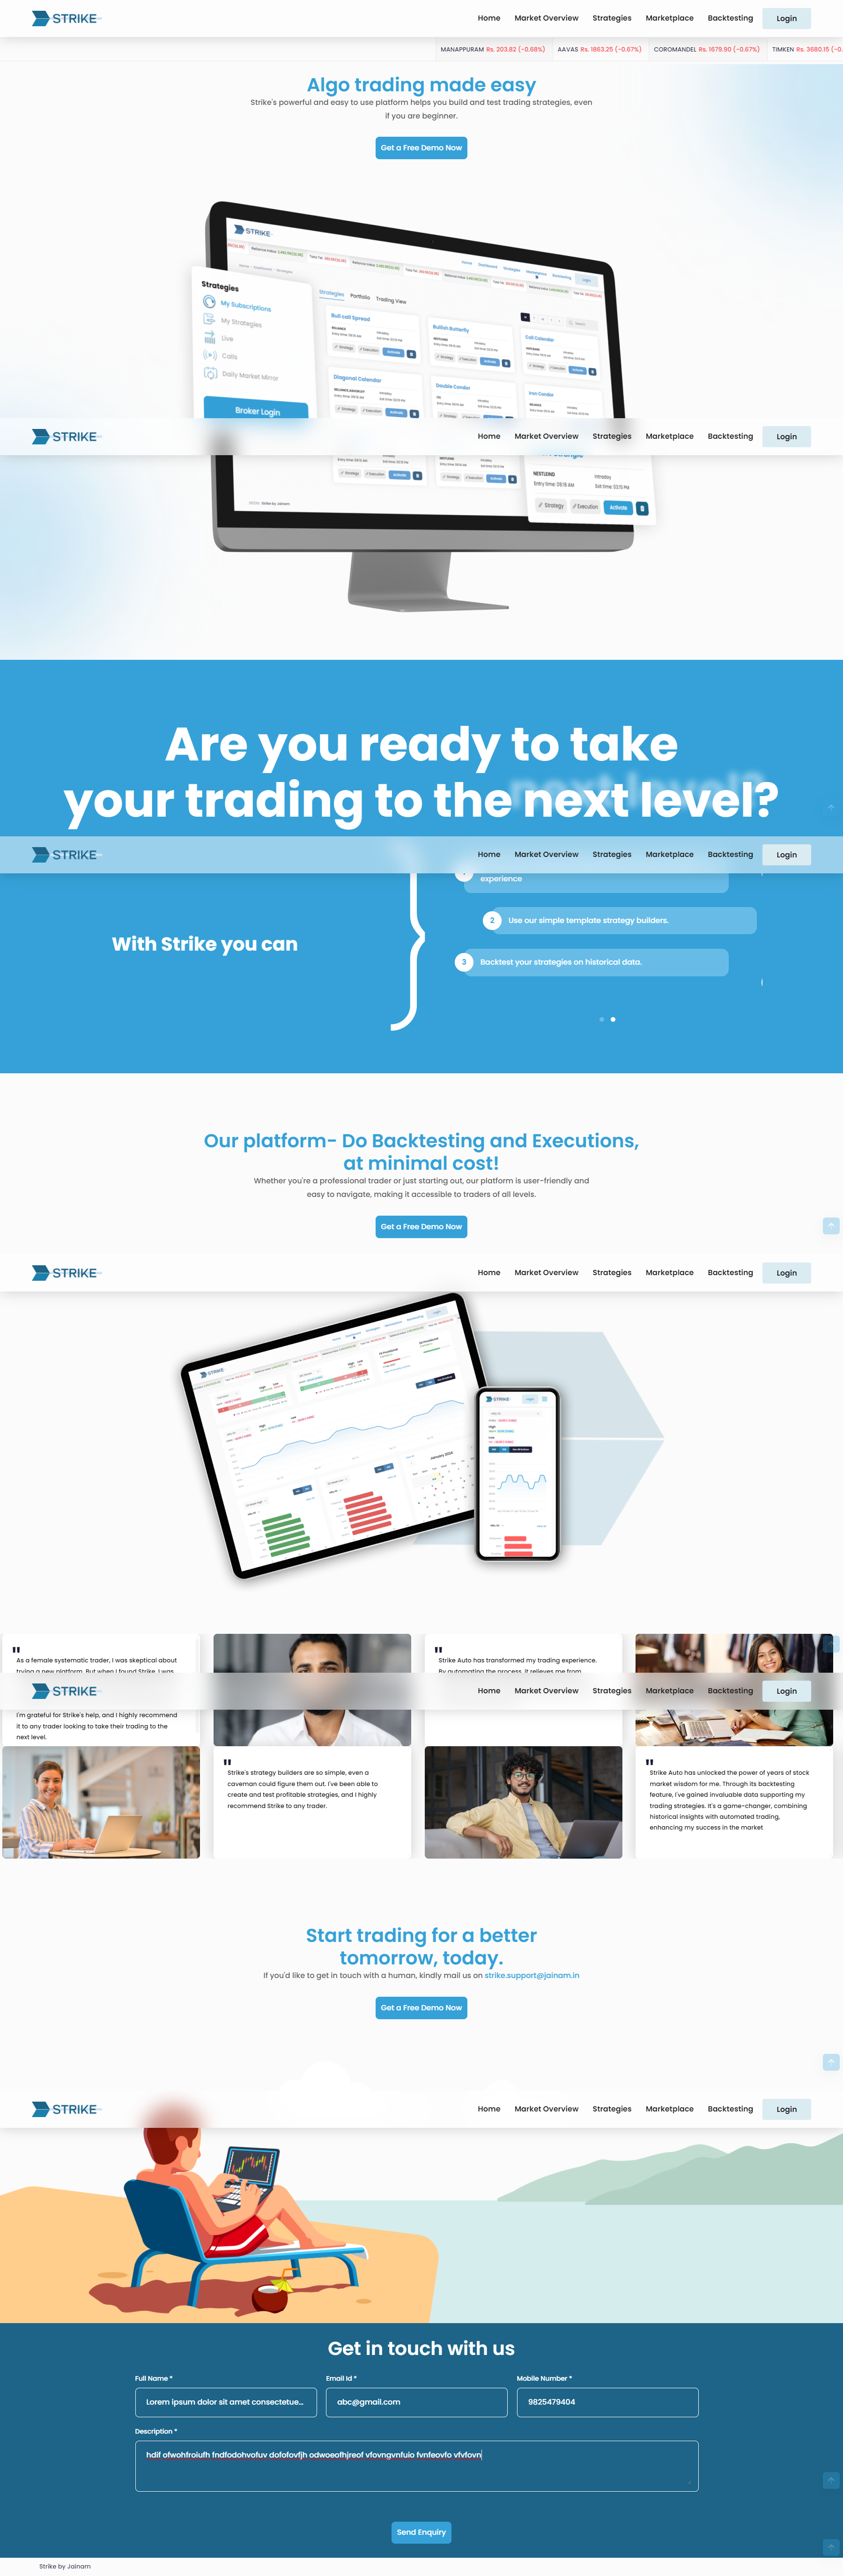 STRIKE
Home Market Overview Strategies Marketplace Backtesting Login
MANAPPURAM Rs. 203.82 (-0.68%) AAVAS Rs. 1863.25 (-0.67%) COROMANDEL Rs. 1679.90 (-0.67%) TIMKEN Rs. 3680.15 (-0.
Algo trading made easy
Strike's powerful and easy to use platform helps you build and test trading strategies, even
if you are beginner.
Get a Free Demo Now
STRIKE
Strategies
My Subscriptions
My Strategies
Live
Calls
Daily Market Mirror
Broker Login
Strategies Portfolio Trading View
Bull call Spread
Bullish Butterfly
Call Calendar
Diagonal Calendar
Double Condor
Iron Condor
STRIKE
Home Market Overview Strategies Marketplace Backtesting Login
NESTLEIND
Intraday
Entry time: 09:16 AM
Sqt time: 03:15 PM
Strategy Execution Activate
Are you ready to take
your trading to the next level?
STRIKE
Home Market Overview Strategies Marketplace Backtesting Login
experience
With Strike you can
2 Use our simple template strategy builders.
3 Backtest your strategies on historical data.
Our platform- Do Backtesting and Executions,
at minimal cost!
Whether you're a professional trader or just starting out, our platform is user-friendly and
easy to navigate, making it accessible to traders of all levels.
Get a Free Demo Now
STRIKE
Home Market Overview Strategies Marketplace Backtesting Login
STRIKE
STRIKE
January 2024
"
As a female systematic trader, I was skeptical about
trying a new platform. But when I found Strike, I was
"
Strike Auto has transformed my trading experience.
By automating the process, it relieves me from
STRIKE
Home Market Overview Strategies Marketplace Backtesting Login
I'm grateful for Strike's help, and I highly recommend
it to any trader looking to take their trading to the
next level.
"
Strike's strategy builders are so simple, even a
caveman could figure them out. I've been able to
create and test profitable strategies, and I highly
recommend Strike to any trader.
"
Strike Auto has unlocked the power of years of stock
market wisdom for me. Through its backtesting
feature, I've gained invaluable data supporting my
trading strategies. It's a game-changer, combining
historical insights with automated trading,
enhancing my success in the market
Start trading for a better
tomorrow, today.
If you'd like to get in touch with a human, kindly mail us on strike.support@jainam.in
Get a Free Demo Now
STRIKE
Home Market Overview Strategies Marketplace Backtesting Login
Get in touch with us
Full Name * Email Id * Mobile Number *
Lorem ipsum dolor sit amet consectetue... abc@gmail.com 9825479404
Description *
hdif ofwohfroiufh fndfodohvofuv dofofovfjh odwoeofhjreof vfovngvnfuio fvnfeovfo vfvfovn
Send Enquiry
Strike by Jainam